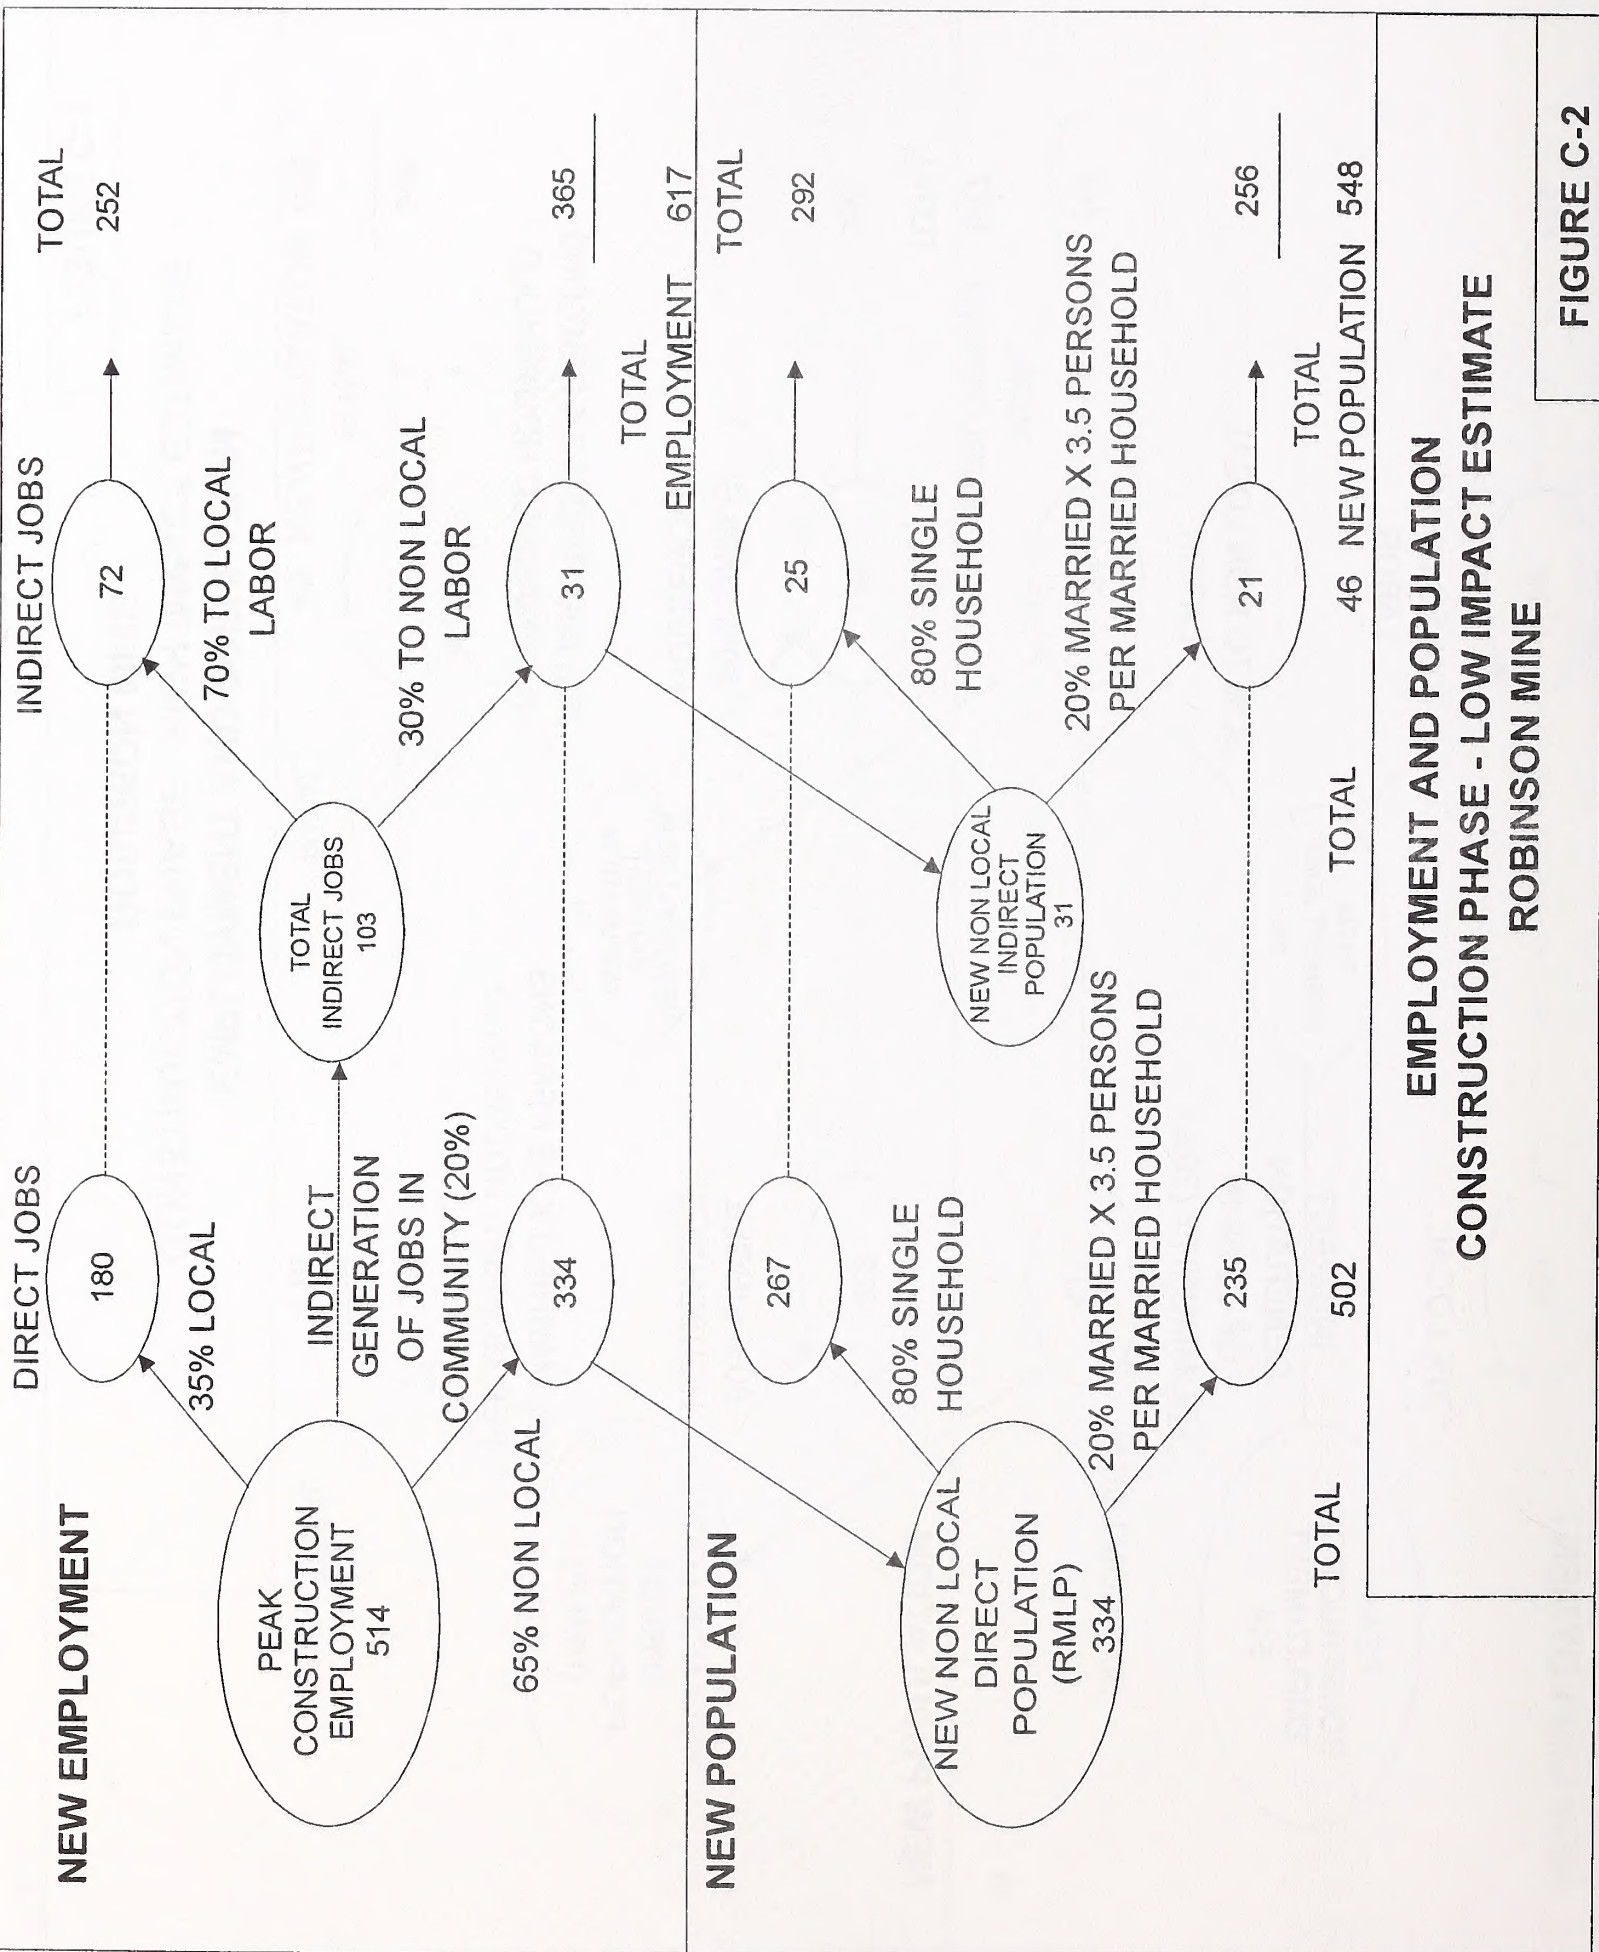 NEW EMPLOYMENT
DIRECT JOBS
INDIRECT JOBS
TOTAL
180
72
252
35% LOCAL
70% TO LOCAL
LABOR
PEAK
CONSTRUCTION
EMPLOYMENT
514
INDIRECT
GENERATION
OF JOBS IN
COMMUNITY (20%)
TOTAL
INDIRECT JOBS
103
30% TO NON LOCAL
LABOR
65% NON LOCAL
334
31
365
TOTAL
EMPLOYMENT 617
NEW POPULATION
TOTAL
267
25
292
80% SINGLE
HOUSEHOLD
80% SINGLE
HOUSEHOLD
NEW NON LOCAL
DIRECT
POPULATION
(RMLP)
334
NEW NON LOCAL
INDIRECT
POPULATION
31
20% MARRIED X 3.5 PERSONS
PER MARRIED HOUSEHOLD
20% MARRIED X 3.5 PERSONS
PER MARRIED HOUSEHOLD
235
21
256
TOTAL 502
TOTAL 46
TOTAL
NEW POPULATION 548
EMPLOYMENT AND POPULATION
CONSTRUCTION PHASE - LOW IMPACT ESTIMATE
ROBINSON MINE
FIGURE C-2